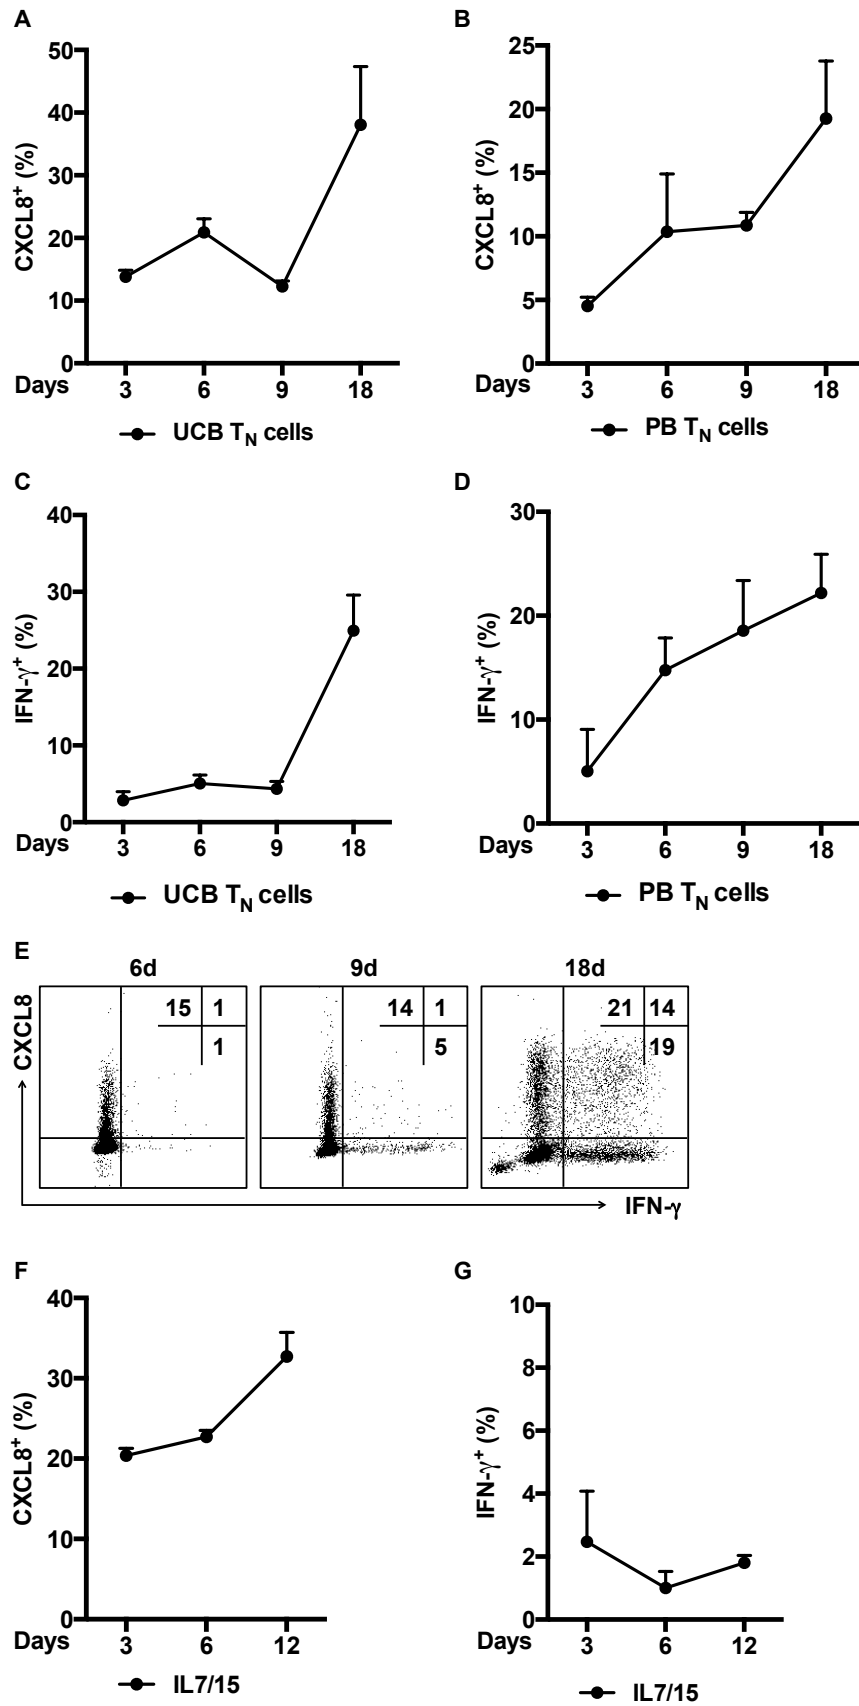 A
50
40
30
20
10
0
CXCL8+ (%)
Days 3 6 9 18
UCB TN cells
B
25
20
15
10
5
0
CXCL8+ (%)
Days 3 6 9 18
PB TN cells
C
40
30
20
10
0
IFN-γ+ (%)
Days 3 6 9 18
UCB TN cells
D
30
20
10
0
IFN-γ+ (%)
Days 3 6 9 18
PB TN cells
E
6d 9d 18d
CXCL8
15 1
1
14 1
5
21 14
19
IFN-γ
F
40
30
20
10
0
CXCL8+ (%)
Days 3 6 12
IL7/15
G
10
8
6
4
2
0
IFN-γ+ (%)
Days 3 6 12
IL7/15